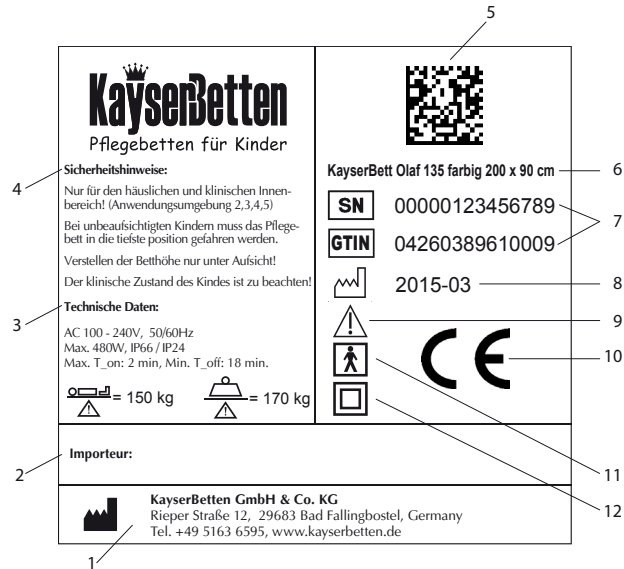 5
KaÿserBetten
Pflegebetten für Kinder
4
Sicherheitshinweise:
Nur für den häuslichen und klinischen Innen-
bereich! (Anwendungsumgebung 2,3,4,5)
Bei unbeaufsichtigten Kindern muss das Pflege-
bett in die tiefste position gefahren werden.
Verstellen der Betthöhe nur unter Aufsicht!
Der klinische Zustand des Kindes ist zu beachten!
3
Technische Daten:
AC 100 - 240V, 50/60Hz
Max. 480W, IP66 / IP24
Max. T_on: 2 min, Min. T_off: 18 min.
= 150 kg
= 170 kg
KayserBett Olaf 135 farbig 200 x 90 cm
6
SN 00000123456789
7
GTIN 04260389610009
2015-03
8
9
CE
10
11
12
2
Importeur:
KayserBetten GmbH & Co. KG
Rieper Straße 12, 29683 Bad Fallingbostel, Germany
Tel. +49 5163 6595, www.kayserbetten.de
1